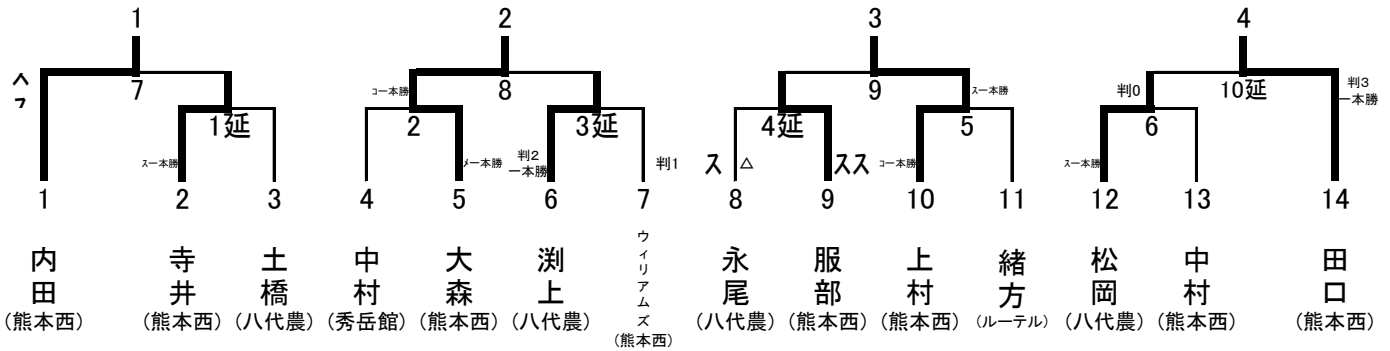 1 2 3 4
ヘ
ス
7 コ一本勝 8 9 ス一本勝 判0 10延 判3
一本勝
1延 2 3延 4延 5 6
ス一本勝 メ一本勝 判2
一本勝 判1 ス △ スス コ一本勝 ス一本勝
1 2 3 4 5 6 7 8 9 10 11 12 13 14
内田 寺井 土橋 中村 大森 渕上 ウィリアムズ 永尾 服部 上村 緒方 松岡 中村 田口
(熊本西) (熊本西) (八代農) (秀岳館) (熊本西) (八代農) (熊本西) (八代農) (熊本西) (熊本西) (ルーテル) (八代農) (熊本西) (熊本西)